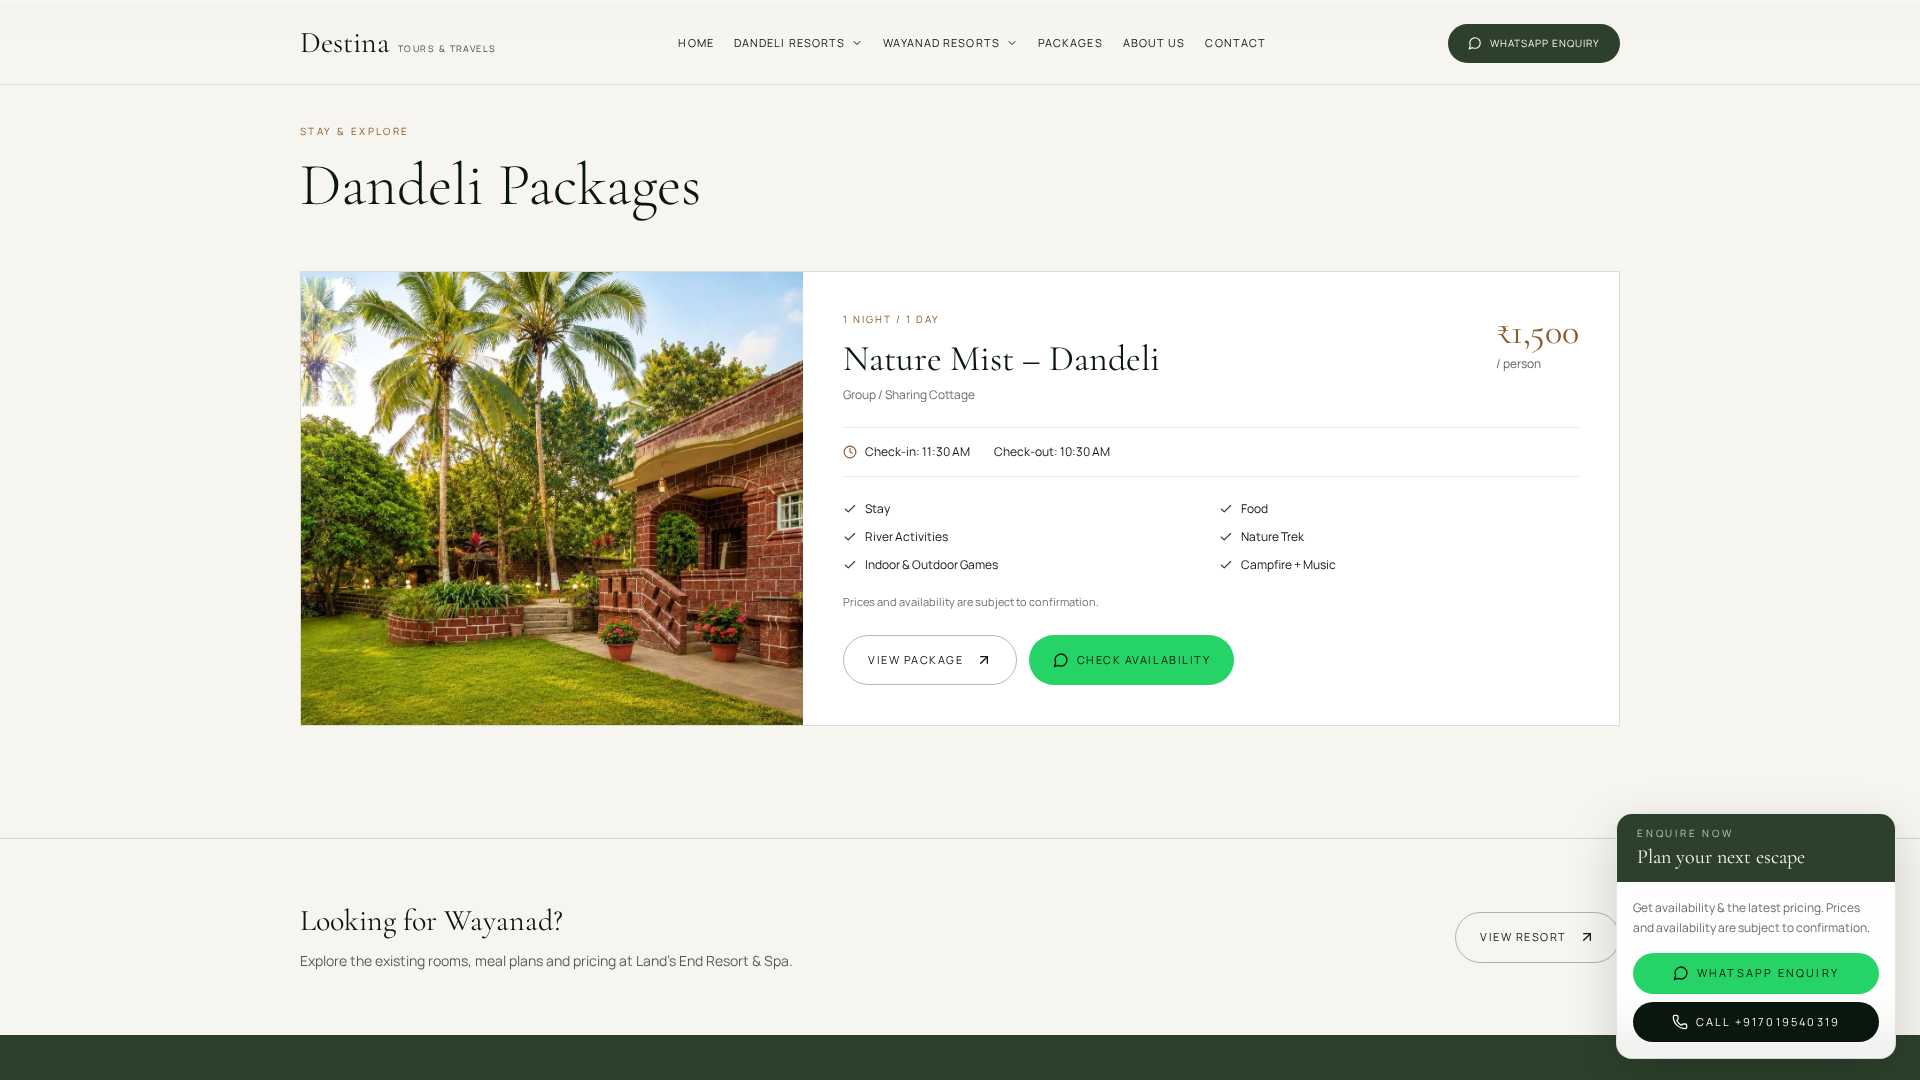 Destina TOURS & TRAVELS
HOME
DANDELI RESORTS
WAYANAD RESORTS
PACKAGES
ABOUT US
CONTACT
WHATSAPP ENQUIRY
STAY & EXPLORE
Dandeli Packages
1 NIGHT / 1 DAY
Nature Mist – Dandeli
Group / Sharing Cottage
₹1,500
/ person
Check-in: 11:30 AM
Check-out: 10:30 AM
Stay
Food
River Activities
Nature Trek
Indoor & Outdoor Games
Campfire + Music
Prices and availability are subject to confirmation.
VIEW PACKAGE
CHECK AVAILABILITY
Looking for Wayanad?
Explore the existing rooms, meal plans and pricing at Land's End Resort & Spa.
VIEW RESORT
ENQUIRE NOW
Plan your next escape
Get availability & the latest pricing. Prices
and availability are subject to confirmation.
WHATSAPP ENQUIRY
CALL +917019540319